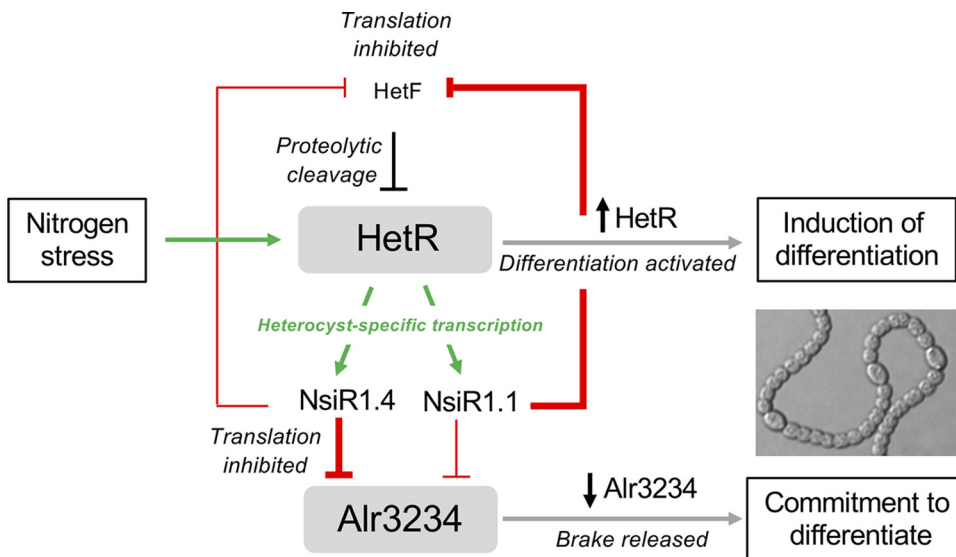 Translation
inhibited
HetF
Proteolytic
cleavage
Nitrogen
stress
HetR
HetR
Differentiation activated
Induction of
differentiation
Heterocyst-specific transcription
NsiR1.4
NsiR1.1
Translation
inhibited
Alr3234
Alr3234
Brake released
Commitment to
differentiate